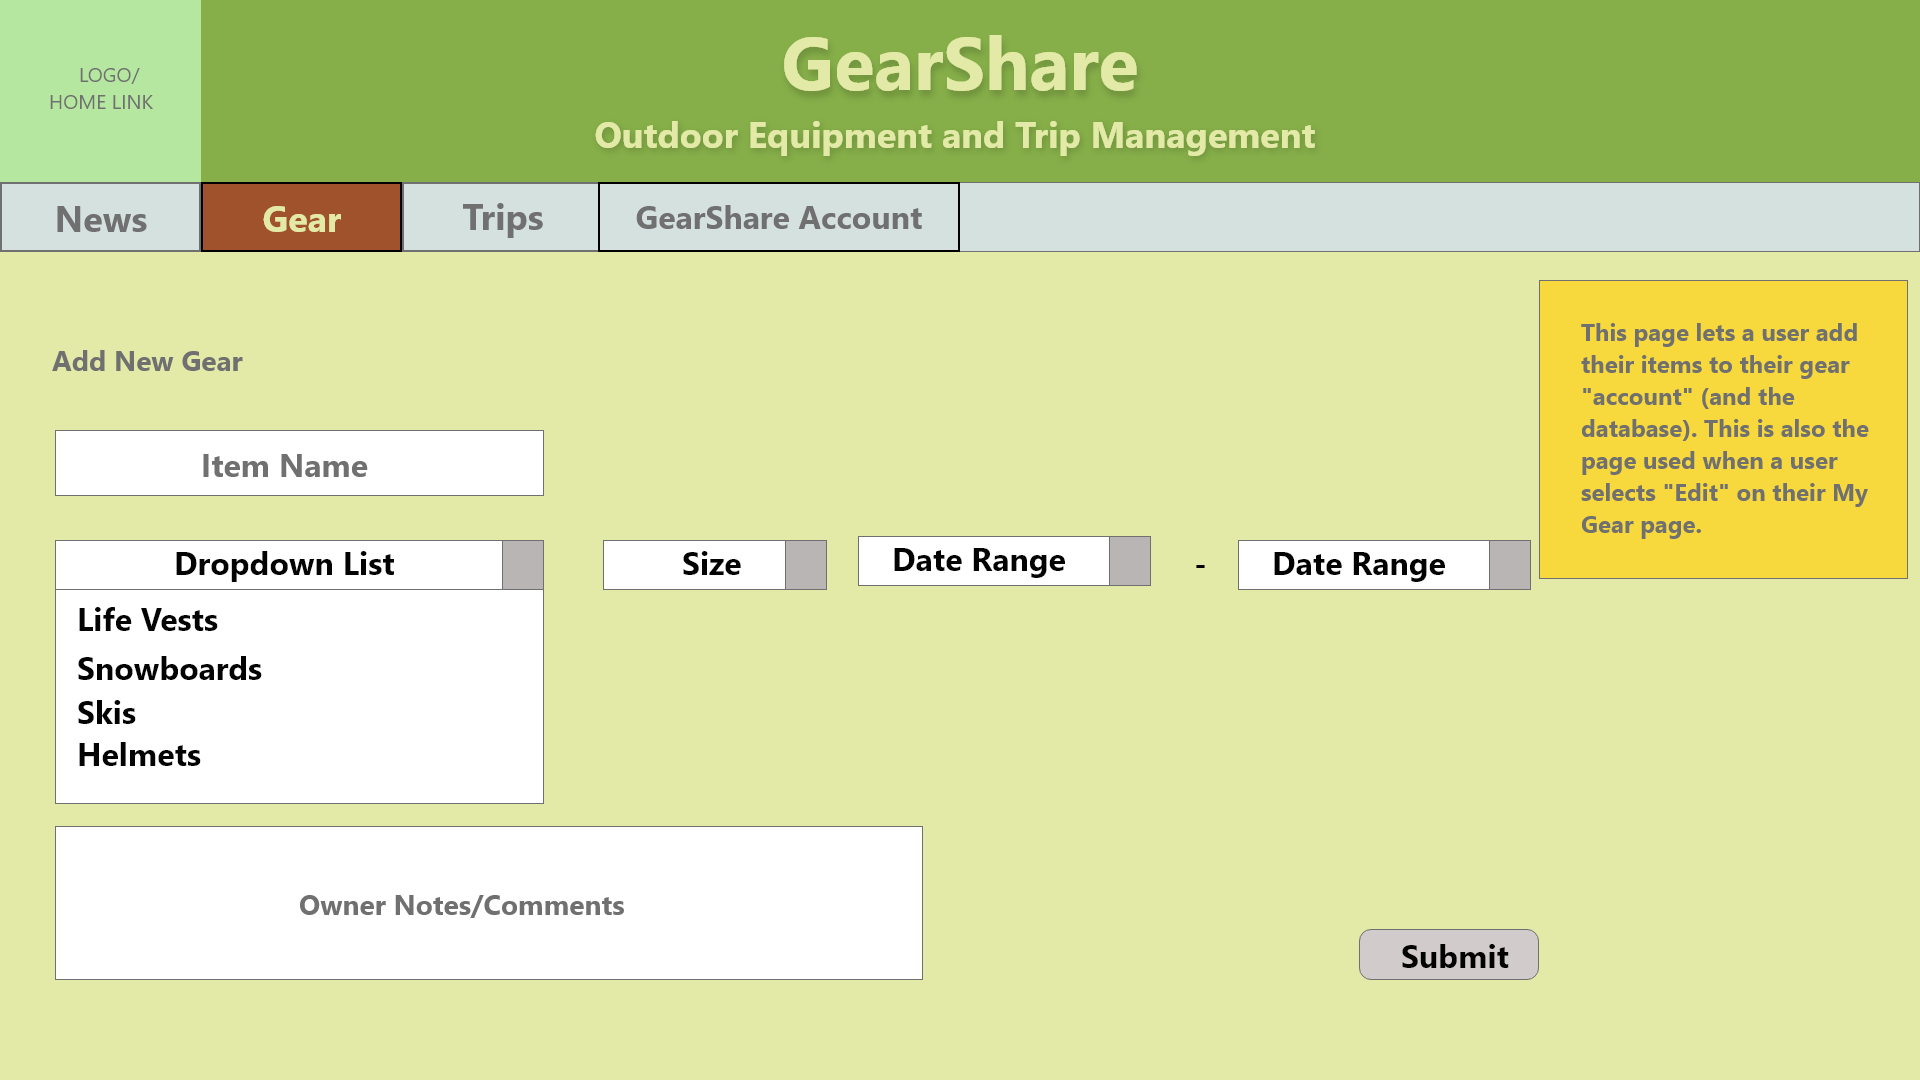 LOGO/
HOME LINK
GearShare
Outdoor Equipment and Trip Management
News
Gear
Trips
GearShare Account
This page lets a user add
their items to their gear
"account" (and the
database). This is also the
page used when a user
selects "Edit" on their My
Gear page.
Add New Gear
Item Name
Dropdown List
Size
Date Range
-
Date Range
Life Vests
Snowboards
Skis
Helmets
Owner Notes/Comments
Submit